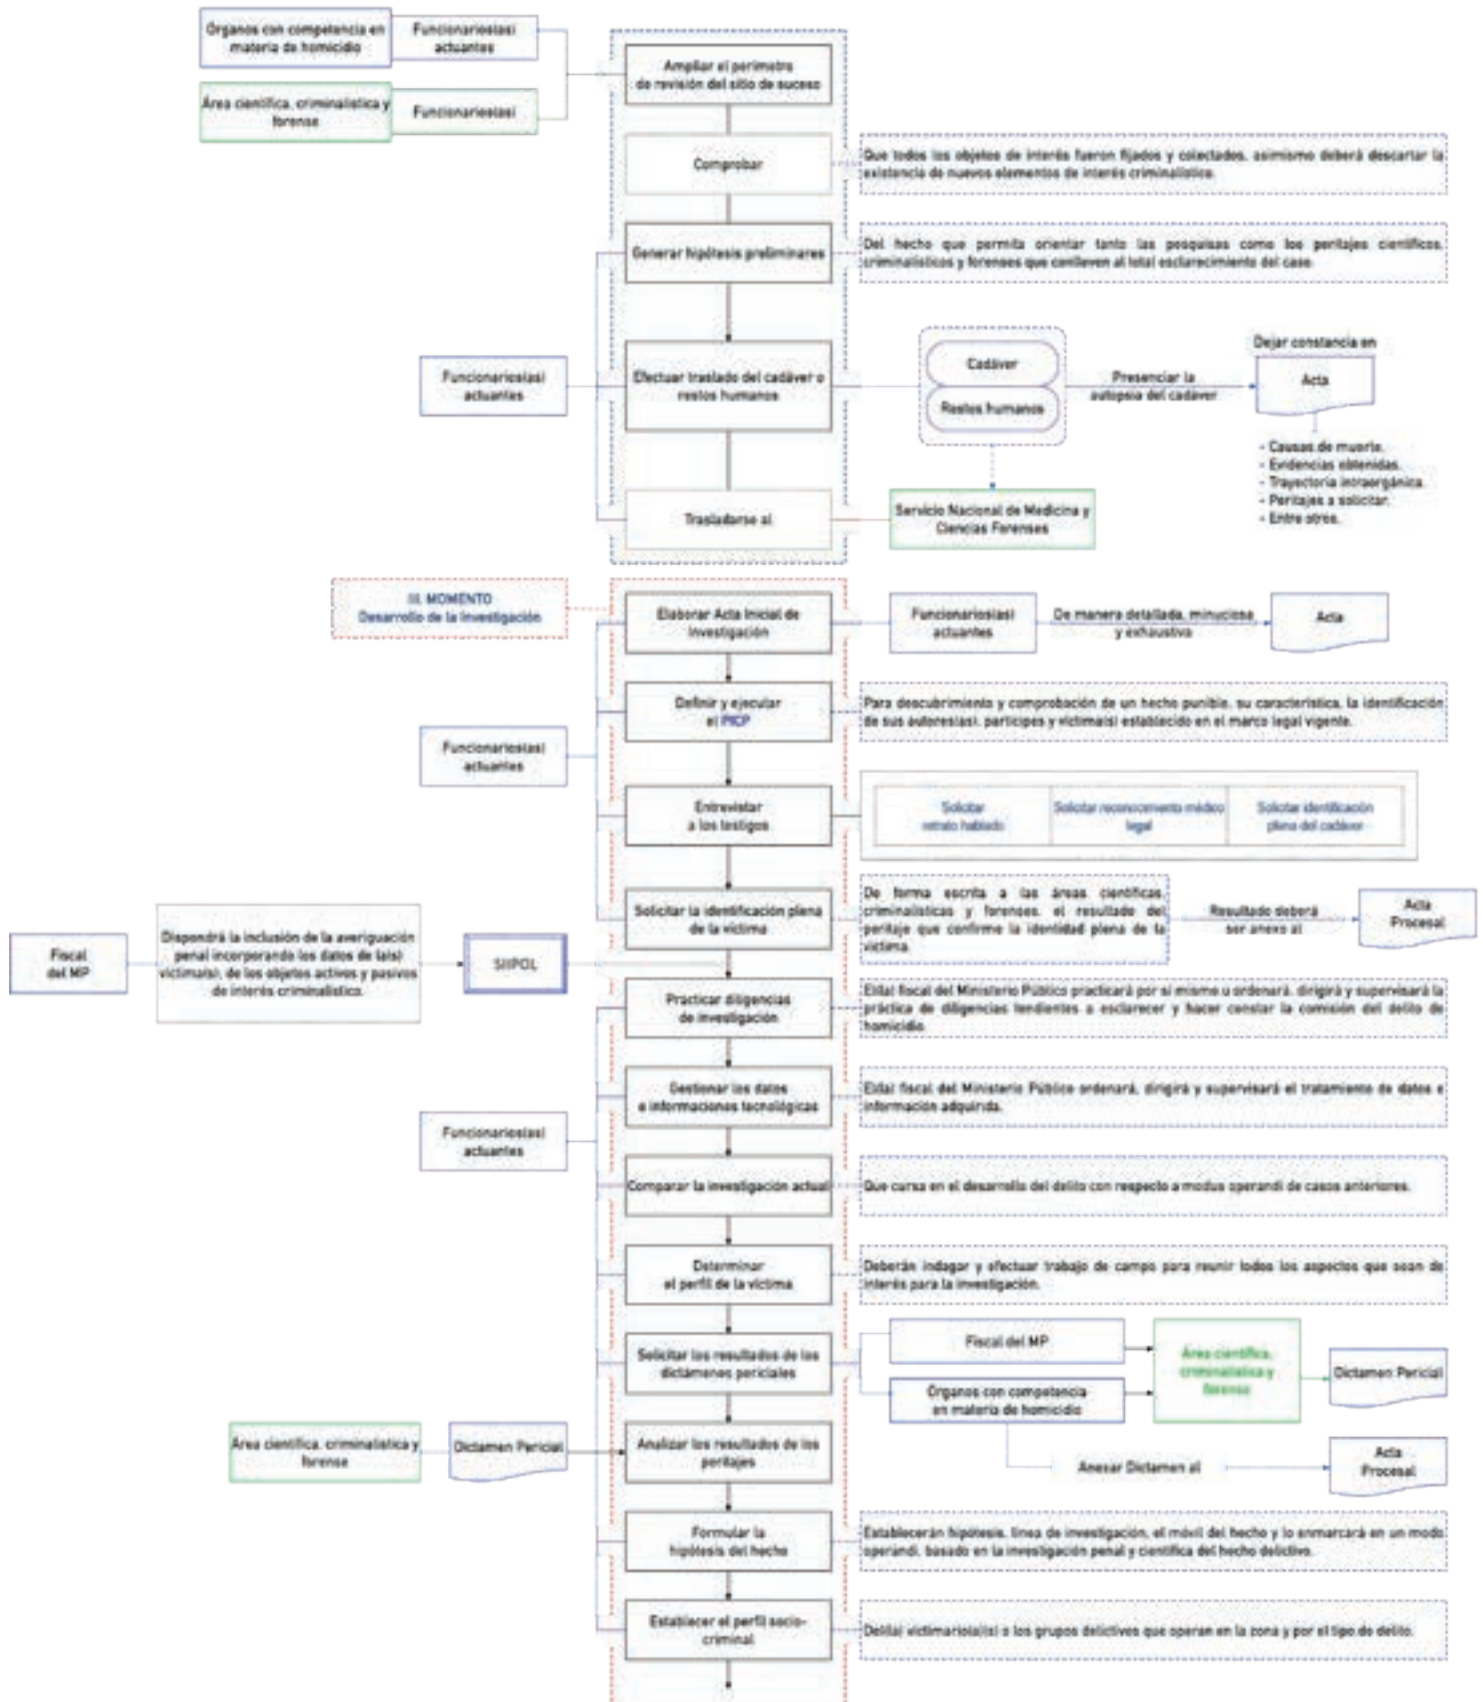 Órganos con competencia en
materia de homicidio
Funcionarios(as)
actuantes
Área científica, criminalística y
forense
Funcionarios(as)
Ampliar el perímetro
de revisión del sitio de suceso
Comprobar
Que todos los objetos de interés fueron fijados y colectados, asimismo deberá descartar la
existencia de nuevos elementos de interés criminalístico.
Generar hipótesis preliminares
Del hecho que permita orientar tanto las pesquisas como los peritajes científicos,
criminalísticos y forenses que conlleven al total esclarecimiento del caso.
Funcionarios(as)
actuantes
Efectuar traslado del cadáver o
restos humanos
Cadáver
Restos humanos
Presenciar la
autopsia del cadáver
Dejar constancia en
Acta
- Causas de muerte.
- Evidencias obtenidas.
- Trayectoria intraorgánica.
- Peritajes a solicitar.
- Entre otros.
Trasladarse al
Servicio Nacional de Medicina y
Ciencias Forenses
III. MOMENTO
Desarrollo de la investigación
Elaborar Acta Inicial de
Investigación
Funcionarios(as)
actuantes
De manera detallada, minuciosa
y exhaustiva
Acta
Definir y ejecutar
el PICP
Para descubrimiento y comprobación de un hecho punible, su característica, la identificación
de sus autores(as), partícipes y víctima(s) establecido en el marco legal vigente.
Funcionarios(as)
actuantes
Entrevistar
a los testigos
Solicitar
retrato hablado
Solicitar reconocimiento médico
legal
Solicitar identificación
plena del cadáver
Solicitar la identificación plena
de la víctima
De forma escrita a las áreas científicas,
criminalísticas y forenses, el resultado del
peritaje que confirme la identidad plena de la
víctima.
Resultado deberá
ser anexo al
Acta
Procesal
Fiscal
del MP
Dispondrá la inclusión de la averiguación
penal incorporando los datos de la(s)
víctima(s), de los objetos activos y pasivos
de interés criminalístico.
SIIPOL
Practicar diligencias
de investigación
El(la) fiscal del Ministerio Público practicará por sí mismo u ordenará, dirigirá y supervisará la
práctica de diligencias tendientes a esclarecer y hacer constar la comisión del delito de
homicidio.
Gestionar los datos
e informaciones tecnológicas
El(la) fiscal del Ministerio Público ordenará, dirigirá y supervisará el tratamiento de datos e
información adquirida.
Funcionarios(as)
actuantes
Comparar la investigación actual
Que cursa en el desarrollo del delito con respecto a modus operandi de casos anteriores.
Determinar
el perfil de la víctima
Deberán indagar y efectuar trabajo de campo para reunir todos los aspectos que sean de
interés para la investigación.
Solicitar los resultados de los
dictámenes periciales
Fiscal del MP
Órganos con competencia
en materia de homicidio
Área científica,
criminalística y
forense
Dictamen Pericial
Área científica, criminalística y
forense
Dictamen Pericial
Analizar los resultados de los
peritajes
Anexar Dictamen al
Acta
Procesal
Formular la
hipótesis del hecho
Establecerán hipótesis, línea de investigación, el móvil del hecho y lo enmarcará en un modo
operandi, basado en la investigación penal y científica del hecho delictivo.
Establecer el perfil socio-
criminal
Del(la) victimario(a)(s) o los grupos delictivos que operan en la zona y por el tipo de delito.